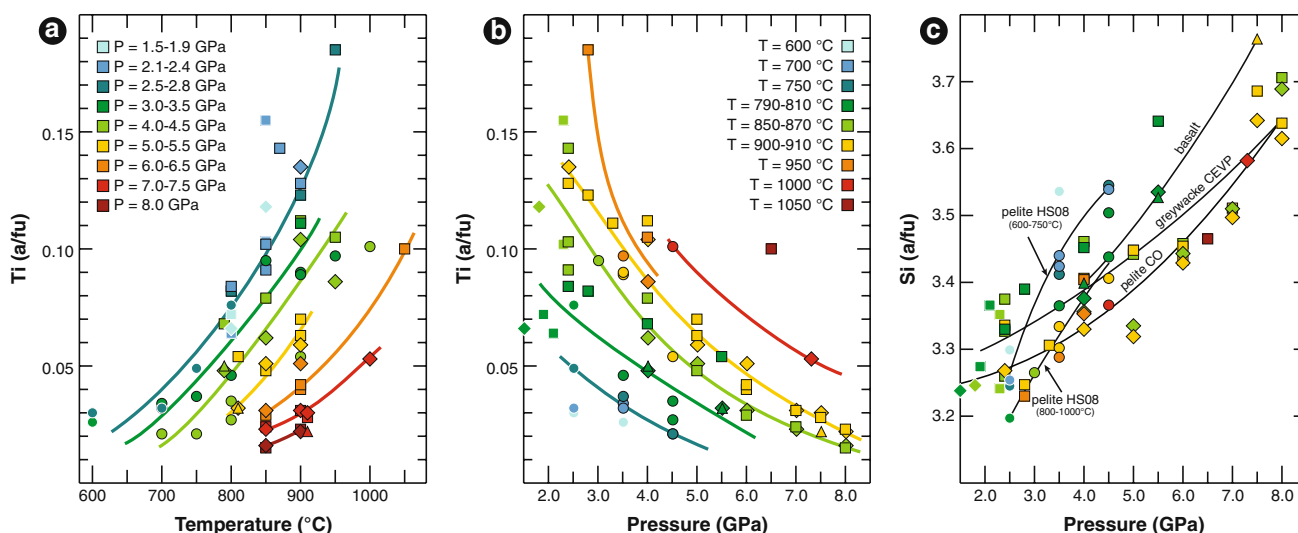 a
Ti (a/fu)
0.15
0.10
0.05
P = 1.5-1.9 GPa
P = 2.1-2.4 GPa
P = 2.5-2.8 GPa
P = 3.0-3.5 GPa
P = 4.0-4.5 GPa
P = 5.0-5.5 GPa
P = 6.0-6.5 GPa
P = 7.0-7.5 GPa
P = 8.0 GPa
600 700 800 900 1000
Temperature (°C)
b
Ti (a/fu)
0.15
0.10
0.05
T = 600 °C
T = 700 °C
T = 750 °C
T = 790-810 °C
T = 850-870 °C
T = 900-910 °C
T = 950 °C
T = 1000 °C
T = 1050 °C
2.0 3.0 4.0 5.0 6.0 7.0 8.0
Pressure (GPa)
c
Si (a/fu)
3.7
3.6
3.5
3.4
3.3
3.2
basalt
greywacke CEVP
pelite CO
pelite HS08
(600-750°C)
pelite HS08
(800-1000°C)
2.0 3.0 4.0 5.0 6.0 7.0 8.0
Pressure (GPa)